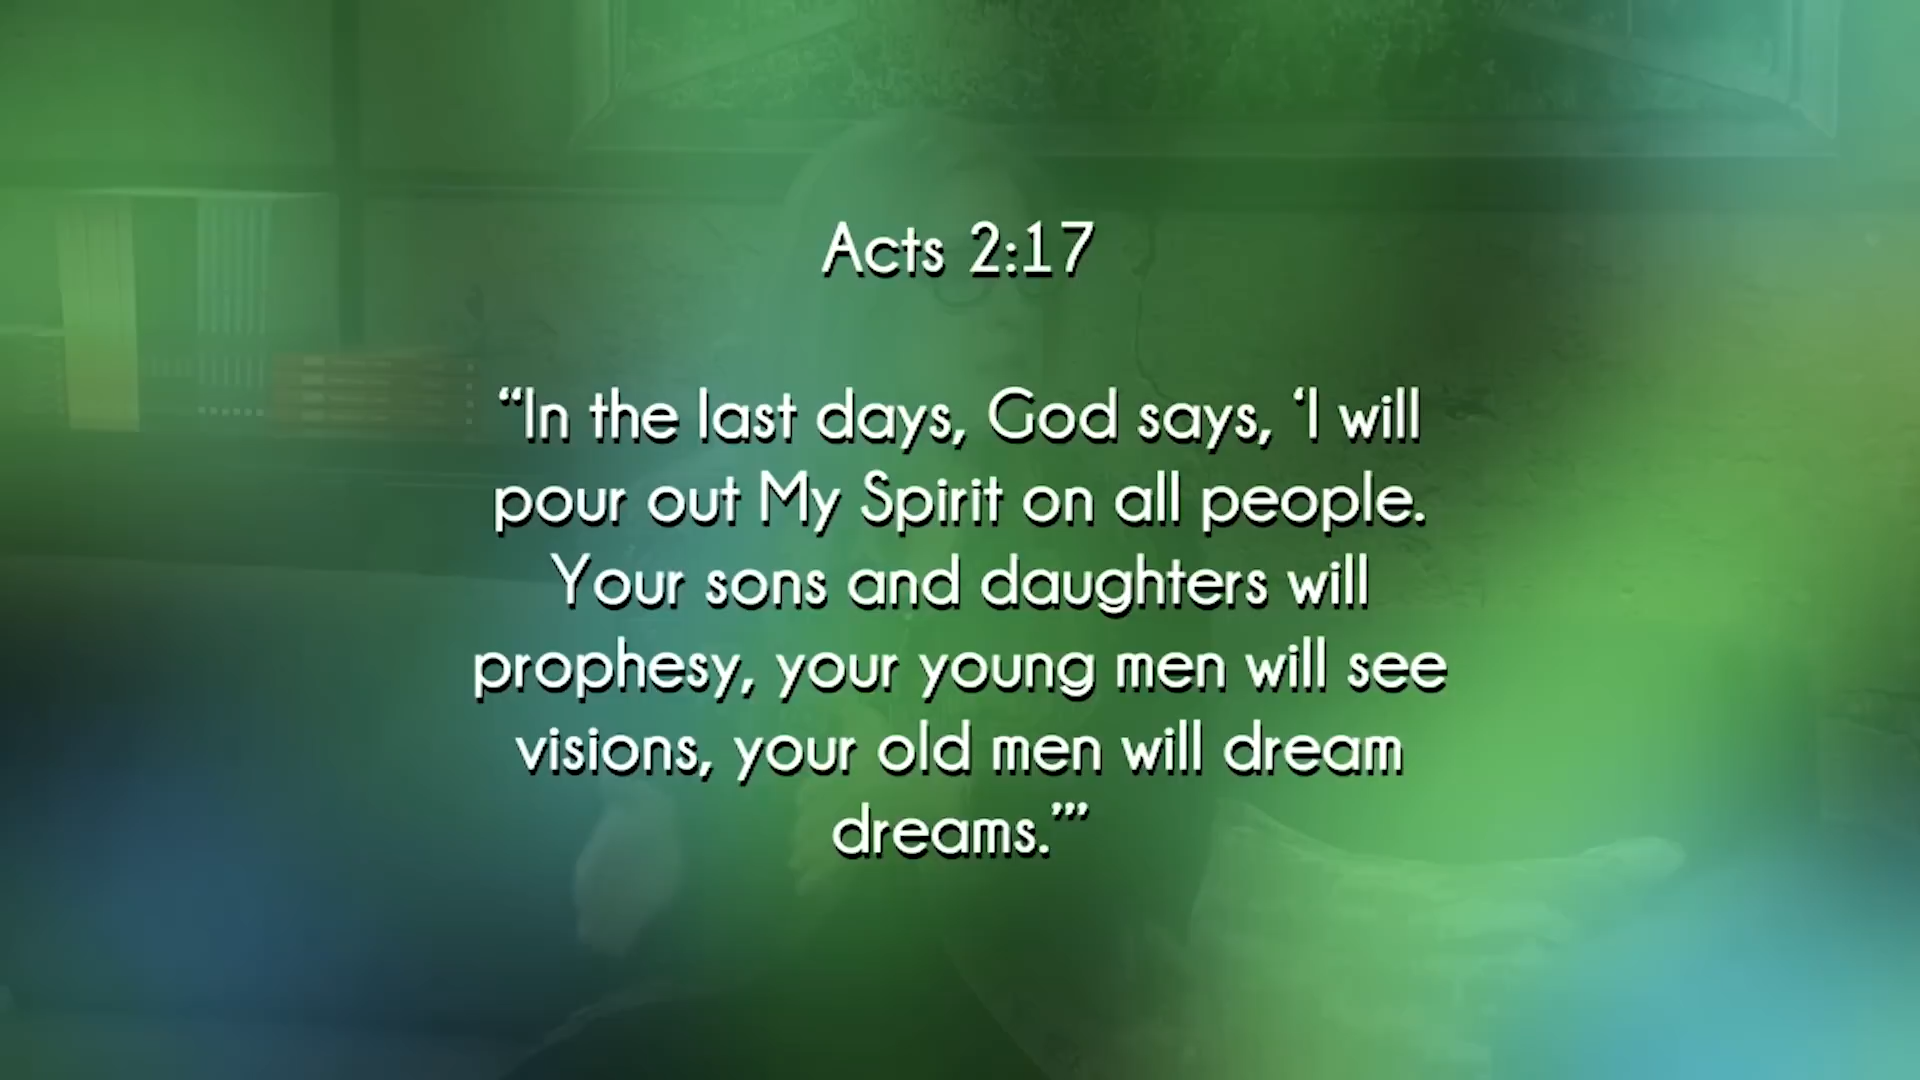 Acts 2:17
“In the last days, God says, ‘I will
pour out My Spirit on all people.
Your sons and daughters will
prophesy, your young men will see
visions, your old men will dream
dreams.’”